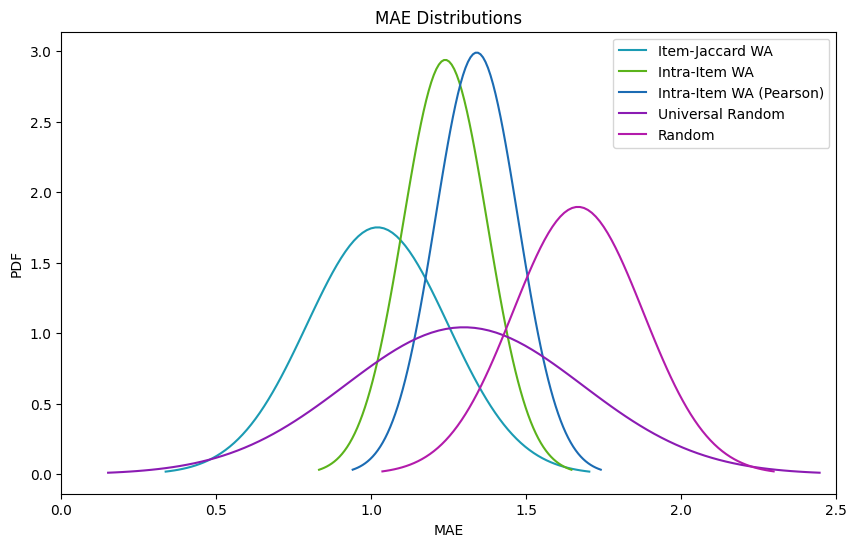 MAE Distributions
PDF
3.0
2.5
2.0
1.5
1.0
0.5
0.0
Item-Jaccard WA
Intra-Item WA
Intra-Item WA (Pearson)
Universal Random
Random
0.0 0.5 1.0 1.5 2.0 2.5
MAE